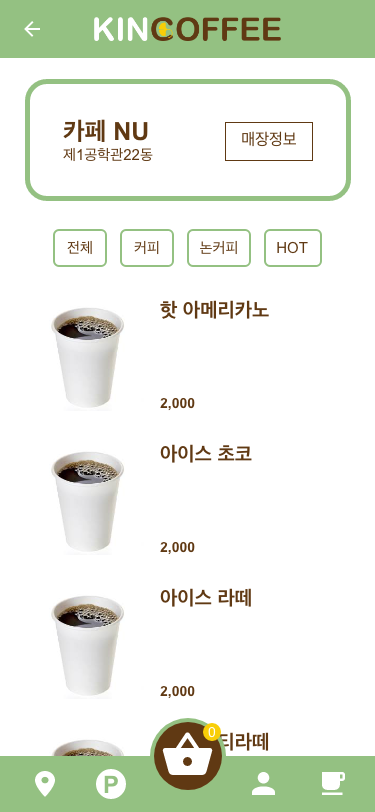 KINCOFFEE
카페 NU
제1공학관22동
매장정보
전체
커피
논커피
HOT
핫 아메리카노
2,000
아이스 초코
2,000
아이스 라떼
2,000
티라떼
0
P